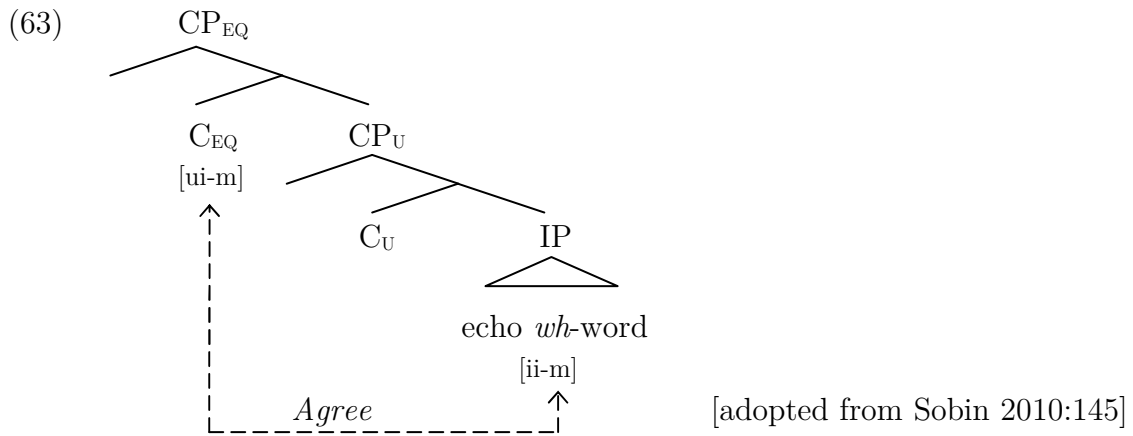 (63) CP_EQ
C_EQ CP_U
[ui-m]
C_U IP
echo wh-word
[ii-m]
Agree [adopted from Sobin 2010:145]